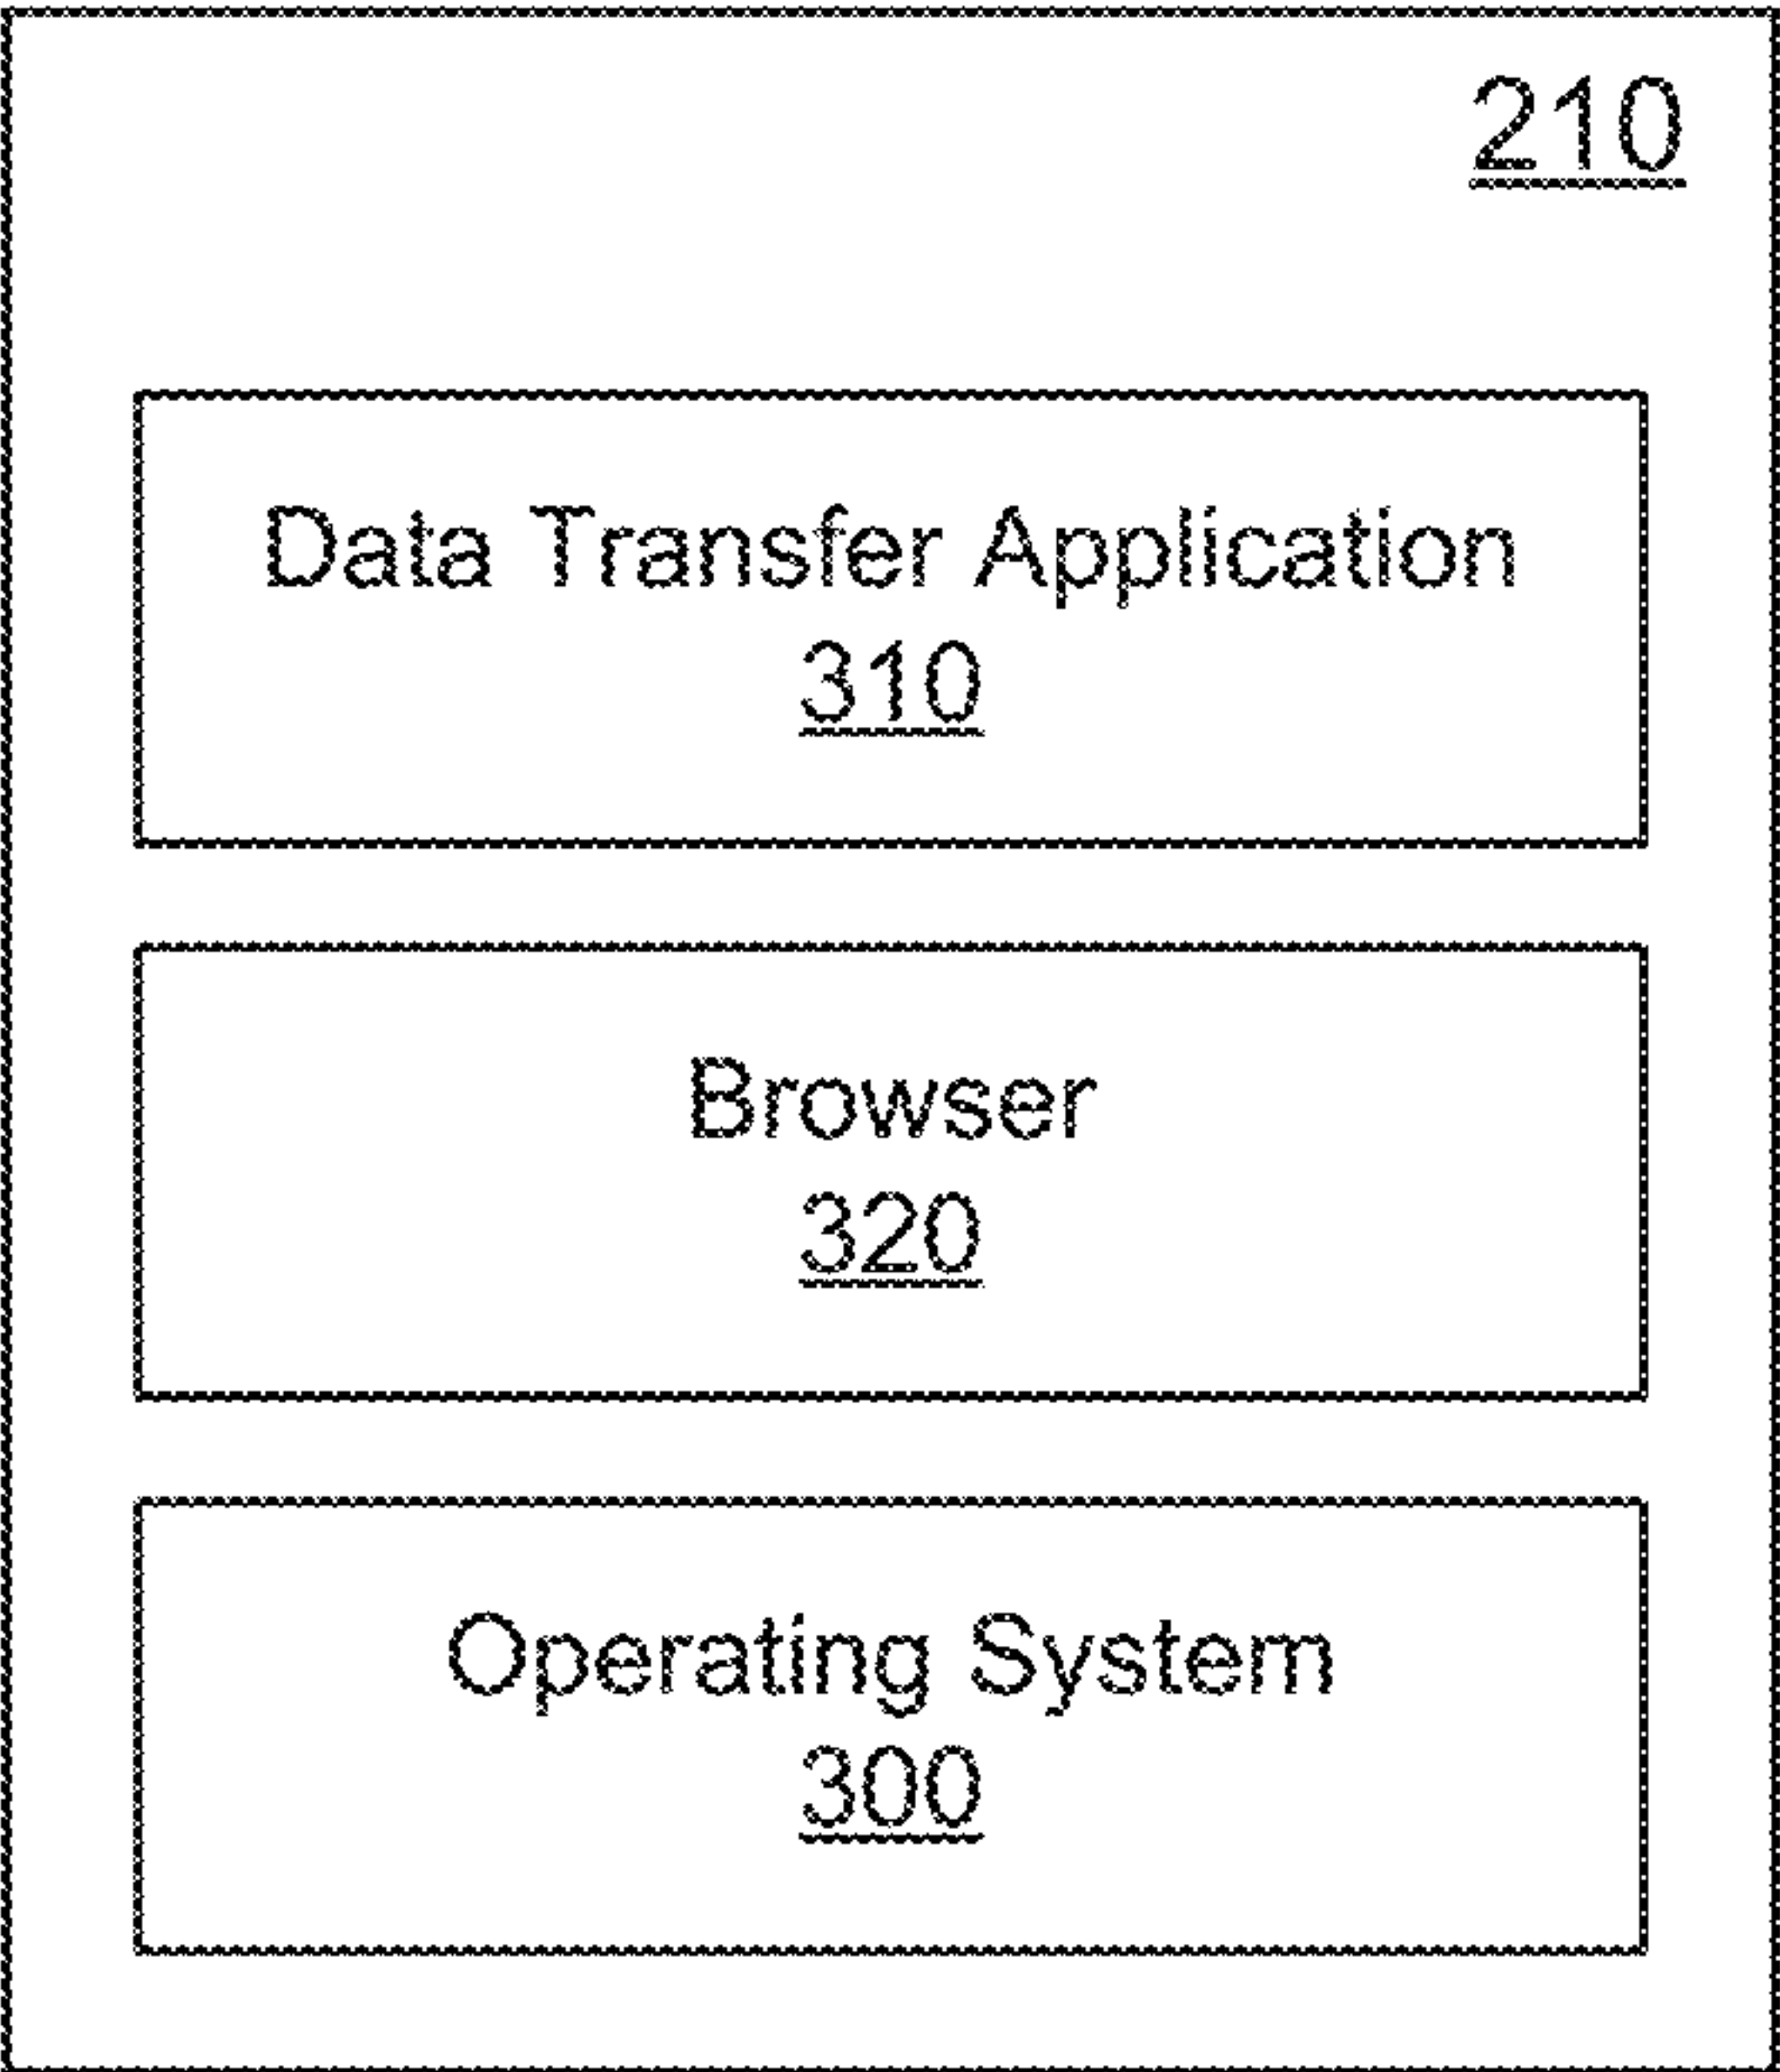 210
Data Transfer Application
310
Browser
320
Operating System
300